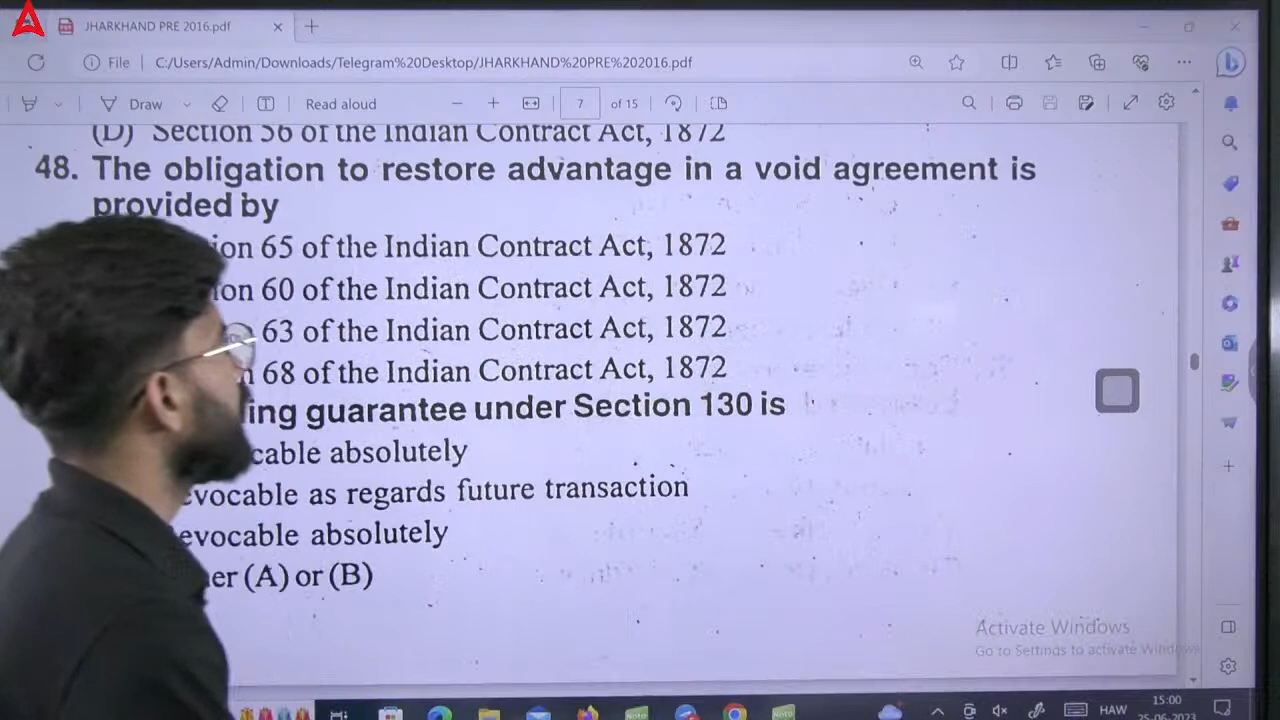 JHARKHAND PRE 2016.pdf
File | C:/Users/Admin/Downloads/Telegram%20Desktop/JHARKHAND%20PRE%202016.pdf
Draw Read aloud 7 of 15
(D) Section 56 of the Indian Contract Act, 1872
48. The obligation to restore advantage in a void agreement is
provided by
ion 65 of the Indian Contract Act, 1872
ion 60 of the Indian Contract Act, 1872
63 of the Indian Contract Act, 1872
68 of the Indian Contract Act, 1872
ing guarantee under Section 130 is
cable absolutely
evocable as regards future transaction
evocable absolutely
er (A) or (B)
Activate Windows
Go to Settings to activate Windows
HAW 15:00
25-06-2023